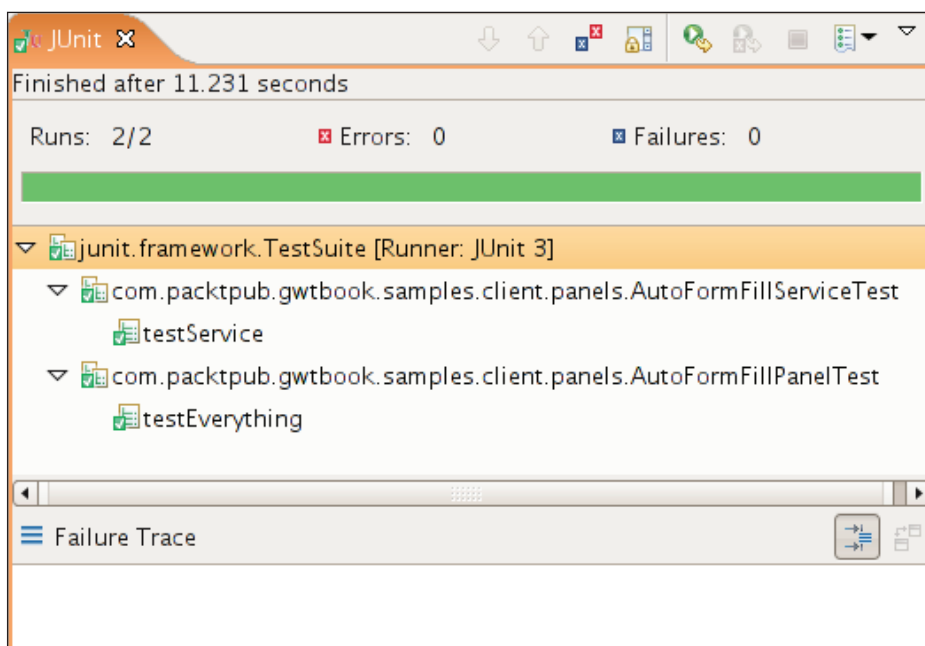 JUnit
Finished after 11.231 seconds
Runs: 2/2 Errors: 0 Failures: 0
junit.framework.TestSuite [Runner: JUnit 3]
com.packtpub.gwtbook.samples.client.panels.AutoFormFillServiceTest
testService
com.packtpub.gwtbook.samples.client.panels.AutoFormFillPanelTest
testEverything
Failure Trace